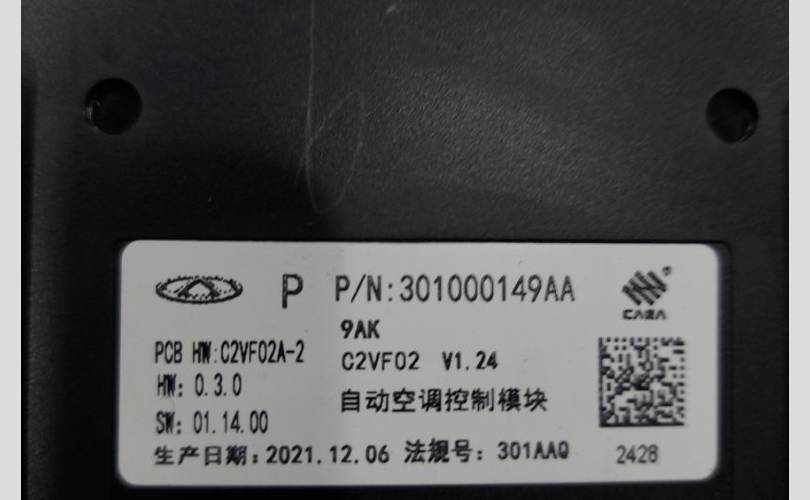 P P/N:301000149AA
CAEA
9AK
PCB HW:C2VF02A-2
C2VF02 V1.24
HW: 0.3.0
自动空调控制模块
SW: 01.14.00
生产日期:2021.12.06 法规号: 301AAQ
2428